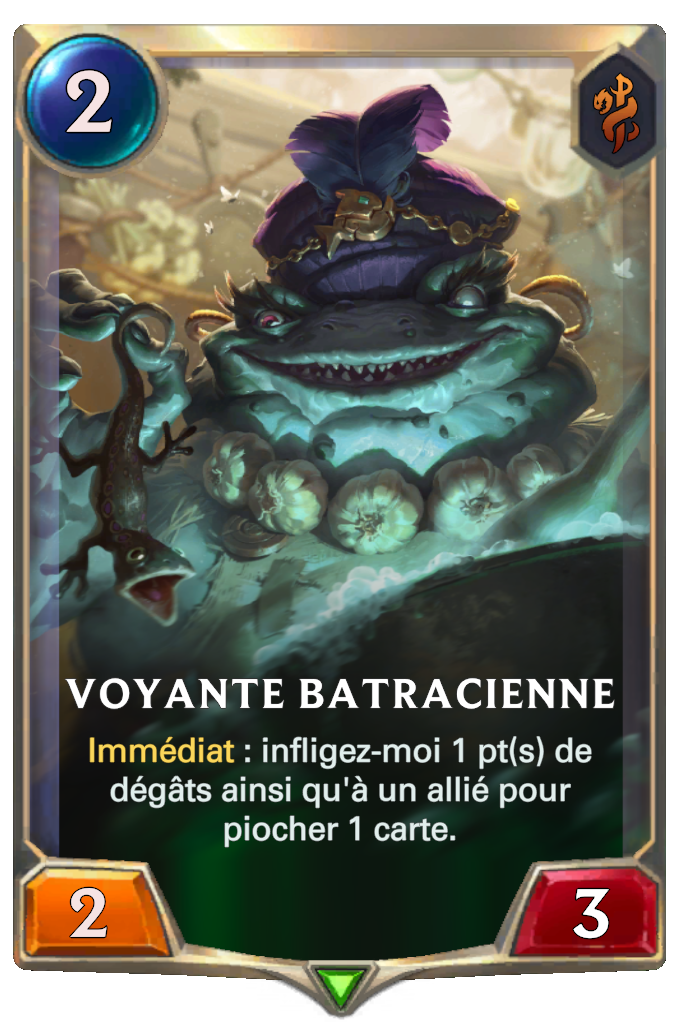 2
VOYANTE BATRACIENNE
Immédiat : infligez-moi 1 pt(s) de
dégâts ainsi qu'à un allié pour
piocher 1 carte.
2
3